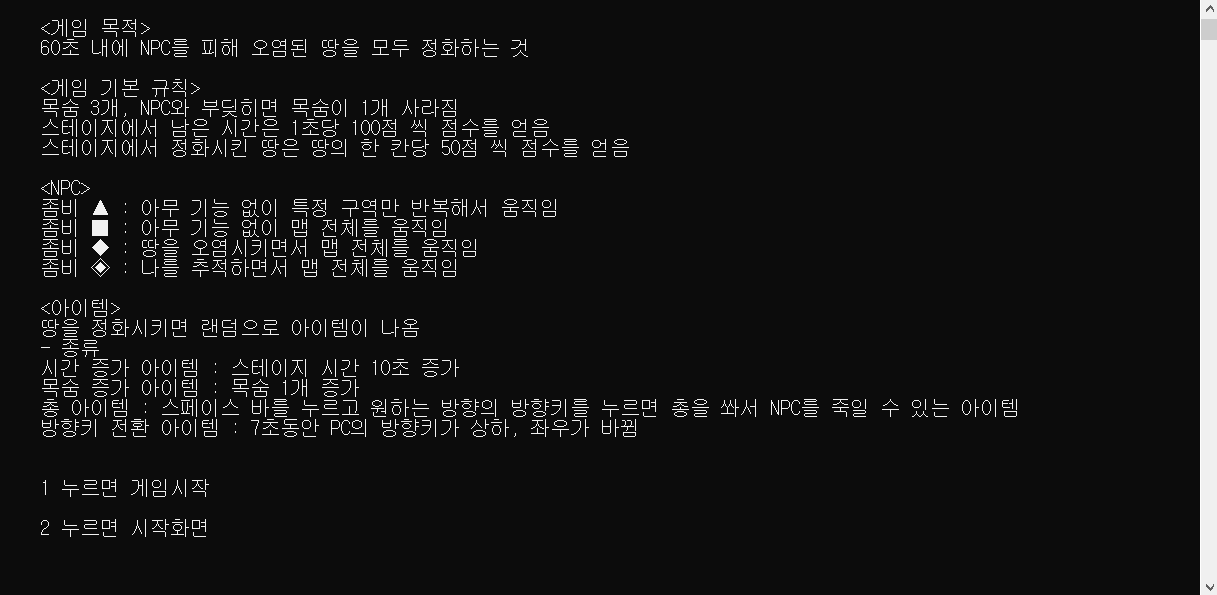 <게임 목적>
60초 내에 NPC를 피해 오염된 땅을 모두 정화하는 것
<게임 기본 규칙>
목숨 3개, NPC와 부딪히면 목숨이 1개 사라짐
스테이지에서 남은 시간은 1초당 100점 씩 점수를 얻음
스테이지에서 정화시킨 땅은 땅의 한 칸당 50점 씩 점수를 얻음
<NPC>
좀비 ▲ : 아무 기능 없이 특정 구역만 반복해서 움직임
좀비 ■ : 아무 기능 없이 맵 전체를 움직임
좀비 ◆ : 땅을 오염시키면서 맵 전체를 움직임
좀비 ◈ : 나를 추적하면서 맵 전체를 움직임
<아이템>
땅을 정화시키면 랜덤으로 아이템이 나옴
- 종류
시간 증가 아이템 : 스테이지 시간 10초 증가
목숨 증가 아이템 : 목숨 1개 증가
총 아이템 : 스페이스 바를 누르고 원하는 방향의 방향키를 누르면 총을 쏴서 NPC를 죽일 수 있는 아이템
방향키 전환 아이템 : 7초동안 PC의 방향키가 상하, 좌우가 바뀜
1 누르면 게임시작
2 누르면 시작화면